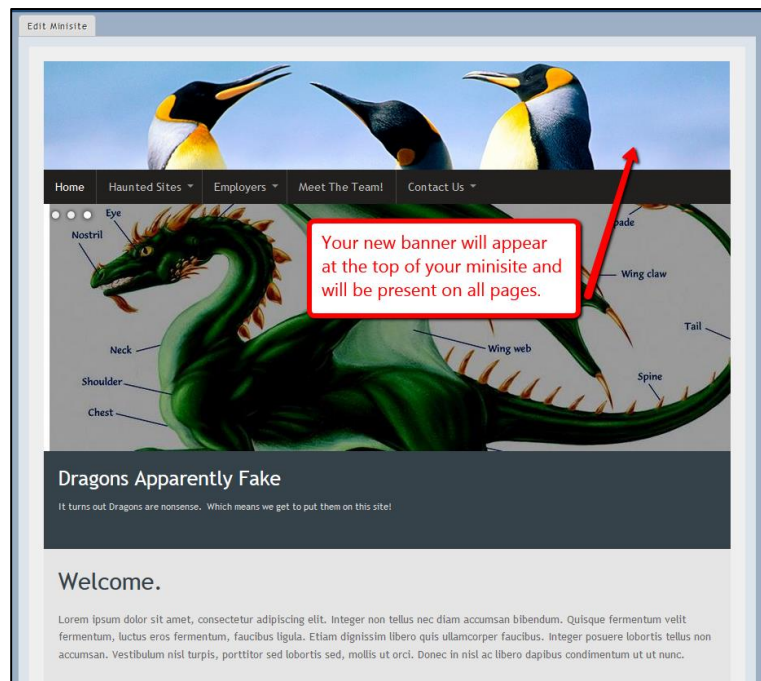 Edit Minisite
Home Haunted Sites Employers Meet The Team! Contact Us
Eye
Nostril
Your new banner will appear
at the top of your minisite and
will be present on all pages.
Wing claw
Tail
Neck
Wing web
Shoulder
Spine
Chest
Dragons Apparently Fake
It turns out Dragons are nonsense. Which means we get to put them on this site!
Welcome.
Lorem ipsum dolor sit amet, consectetur adipiscing elit. Integer non tellus nec diam accumsan bibendum. Quisque fermentum velit
fermentum, luctus eros fermentum, faucibus ligula. Etiam dignissim libero quis ullamcorper faucibus. Integer posuere lobortis tellus non
accumsan. Vestibulum nisl turpis, porttitor sed lobortis sed, mollis ut orci. Donec in nisl ac libero dapibus condimentum ut ut nunc.